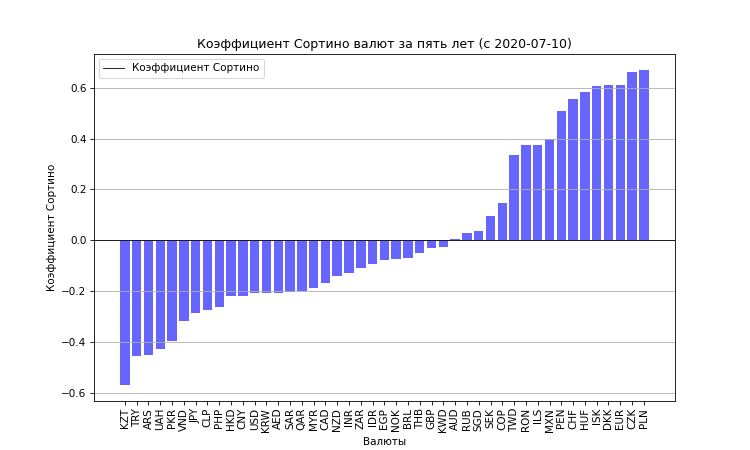 Коэффициент Сортино валют за пять лет (с 2020-07-10)
Коэффициент Сортино
Коэффициент Сортино
0.6
0.4
0.2
0.0
−0.2
−0.4
−0.6
KZT
TRY
ARS
UAH
PKR
VND
JPY
CLP
PHP
HKD
CNY
USD
KRW
AED
SAR
QAR
MYR
CAD
NZD
INR
ZAR
IDR
EGP
NOK
BRL
THB
GBP
KWD
AUD
RUB
SGD
SEK
COP
TWD
RON
ILS
MXN
PEN
CHF
HUF
ISK
DKK
EUR
CZK
PLN
Валюты